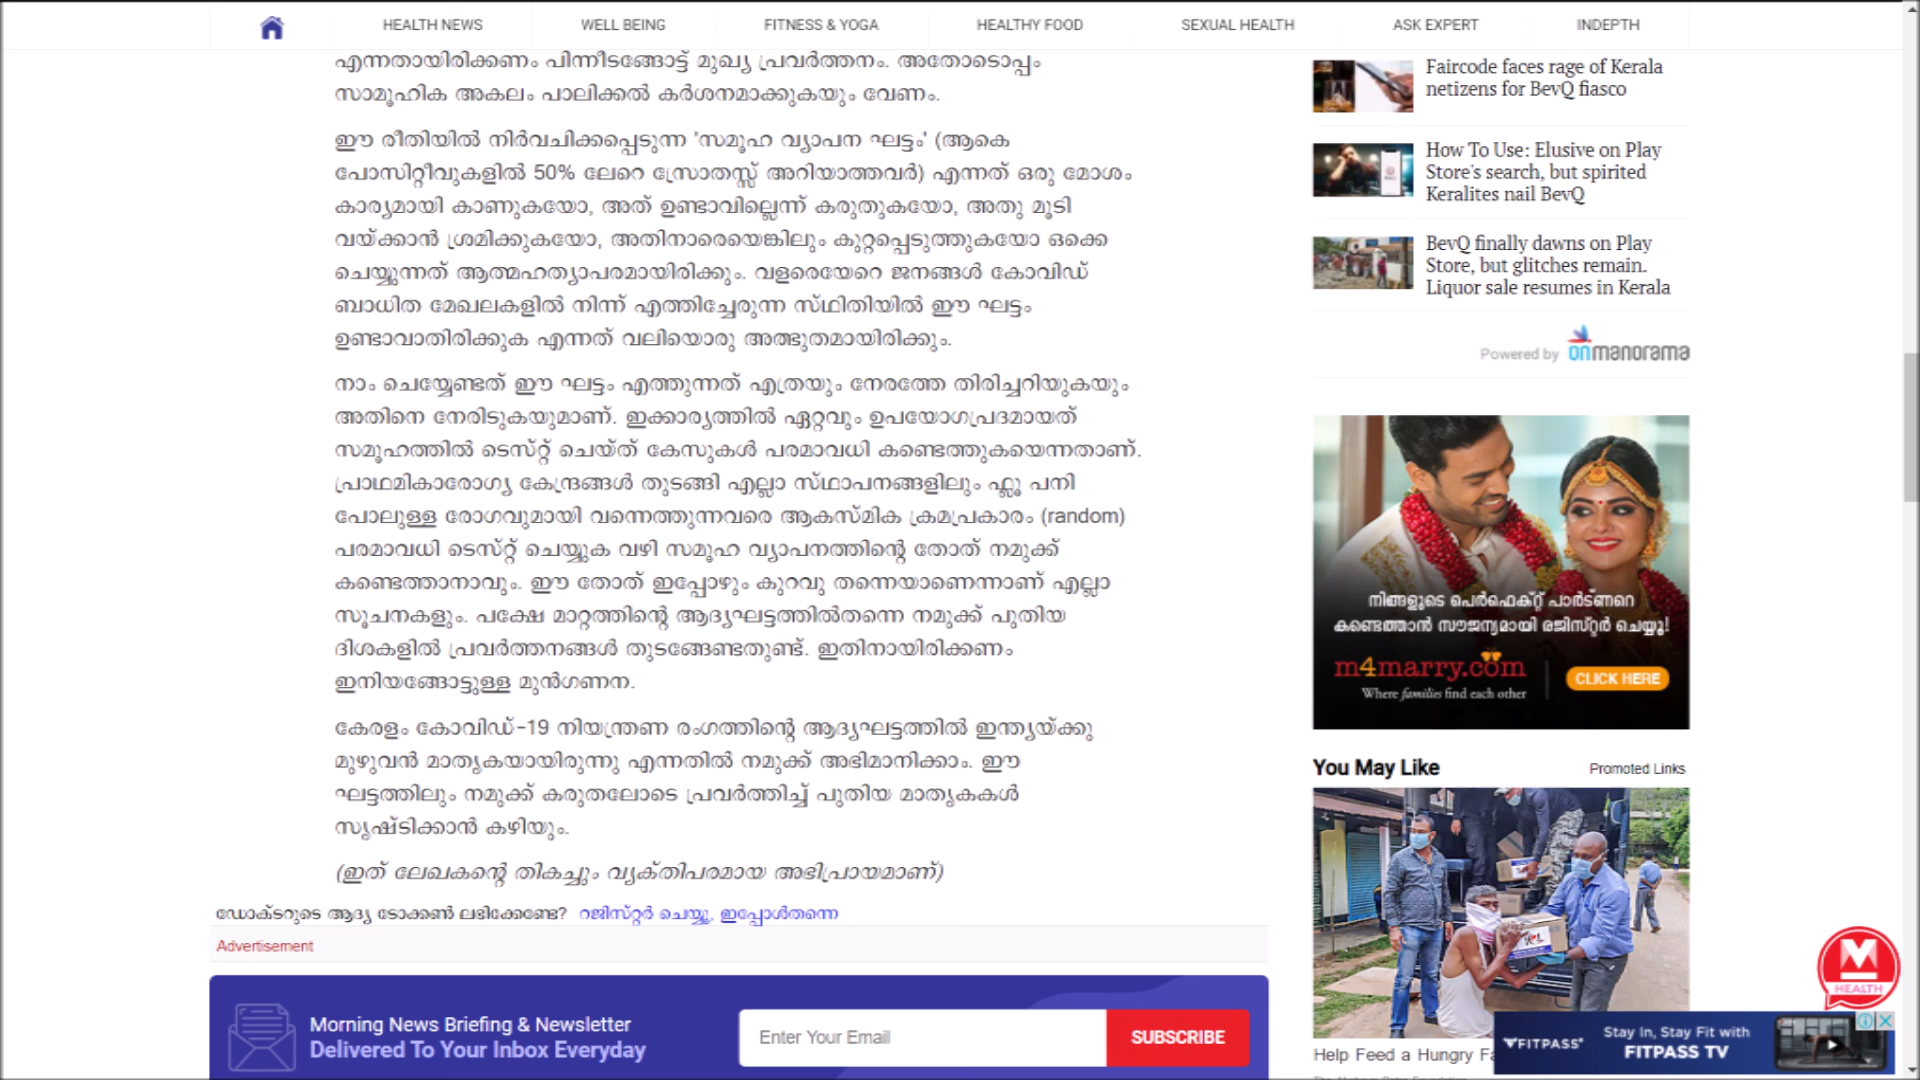 HEALTH NEWS WELL BEING FITNESS & YOGA HEALTHY FOOD SEXUAL HEALTH ASK EXPERT INDEPTH
എന്നതായിരിക്കണം പിന്നീടങ്ങോട്ട് മുഖ്യ പ്രവർത്തനം. അതോടൊപ്പം
സാമൂഹിക അകലം പാലിക്കൽ കർശനമാക്കുകയും വേണം.
ഈ രീതിയിൽ നിർവചിക്കപ്പെടുന്ന 'സമൂഹ വ്യാപന ഘട്ടം' (ആകെ
പോസിറ്റീവുകളിൽ 50% ലേറെ സ്രോതസ്സ് അറിയാത്തവർ) എന്നത് ഒരു മോശം
കാര്യമായി കാണുകയോ, അത് ഉണ്ടാവില്ലെന്ന് കരുതുകയോ, അതു മൂടി
വയ്ക്കാൻ ശ്രമിക്കുകയോ, അതിനാരെയെങ്കിലും കുറ്റപ്പെടുത്തുകയോ ഒക്കെ
ചെയ്യുന്നത് ആത്മഹത്യാപരമായിരിക്കും. വളരെയേറെ ജനങ്ങൾ കോവിഡ്
ബാധിത മേഖലകളിൽ നിന്ന് എത്തിച്ചേരുന്ന സ്ഥിതിയിൽ ഈ ഘട്ടം
ഉണ്ടാവാതിരിക്കുക എന്നത് വലിയൊരു അത്ഭുതമായിരിക്കും.
നാം ചെയ്യേണ്ടത് ഈ ഘട്ടം എത്തുന്നത് എത്രയും നേരത്തേ തിരിച്ചറിയുകയും
അതിനെ നേരിടുകയുമാണ്. ഇക്കാര്യത്തിൽ ഏറ്റവും ഉപയോഗപ്രദമായത്
സമൂഹത്തിൽ ടെസ്റ്റ് ചെയ്ത് കേസുകൾ പരമാവധി കണ്ടെത്തുകയെന്നതാണ്.
പ്രാഥമികാരോഗ്യ കേന്ദ്രങ്ങൾ തുടങ്ങി എല്ലാ സ്ഥാപനങ്ങളിലും ഫ്ലൂ പനി
പോലുള്ള രോഗവുമായി വന്നെത്തുന്നവരെ ആകസ്മിക ക്രമപ്രകാരം (random)
പരമാവധി ടെസ്റ്റ് ചെയ്യുക വഴി സമൂഹ വ്യാപനത്തിന്റെ തോത് നമുക്ക്
കണ്ടെത്താനാവും. ഈ തോത് ഇപ്പോഴും കുറവു തന്നെയാണെന്നാണ് എല്ലാ
സൂചനകളും. പക്ഷേ മാറ്റത്തിന്റെ ആദ്യഘട്ടത്തിൽതന്നെ നമുക്ക് പുതിയ
ദിശകളിൽ പ്രവർത്തനങ്ങൾ തുടങ്ങേണ്ടതുണ്ട്. ഇതിനായിരിക്കണം
ഇനിയങ്ങോട്ടുള്ള മുൻഗണന.
കേരളം കോവിഡ്-19 നിയന്ത്രണ രംഗത്തിന്റെ ആദ്യഘട്ടത്തിൽ ഇന്ത്യയ്ക്കു
മുഴുവൻ മാതൃകയായിരുന്നു എന്നതിൽ നമുക്ക് അഭിമാനിക്കാം. ഈ
ഘട്ടത്തിലും നമുക്ക് കരുതലോടെ പ്രവർത്തിച്ച് പുതിയ മാതൃകകൾ
സൃഷ്ടിക്കാൻ കഴിയും.
(ഇത് ലേഖകന്റെ തികച്ചും വ്യക്തിപരമായ അഭിപ്രായമാണ്)
ഡോക്ടറുടെ ആദ്യ ടോക്കൺ ലഭിക്കേണ്ടേ? റജിസ്റ്റർ ചെയ്യൂ, ഇപ്പോൾതന്നെ
Advertisement
Morning News Briefing & Newsletter
Delivered To Your Inbox Everyday
Enter Your Email SUBSCRIBE
Faircode faces rage of Kerala
netizens for BevQ fiasco
How To Use: Elusive on Play
Store's search, but spirited
Keralites nail BevQ
BevQ finally dawns on Play
Store, but glitches remain.
Liquor sale resumes in Kerala
Powered by onmanorama
നിങ്ങളുടെ പെർഫെക്റ്റ് പാർട്ണറെ
കണ്ടെത്താൻ സൗജന്യമായി രജിസ്റ്റർ ചെയ്യൂ!
m4marry.com
Where families find each other
CLICK HERE
You May Like Promoted Links
Help Feed a Hungry
M
HEALTH
FITPASS
Stay In, Stay Fit with
FITPASS TV